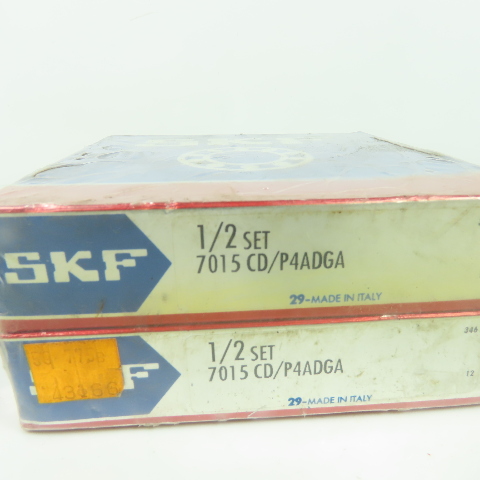 SKF
1/2 SET
7015 CD/P4ADGA
29-MADE IN ITALY
1/2 SET
7015 CD/P4ADGA
29-MADE IN ITALY
12